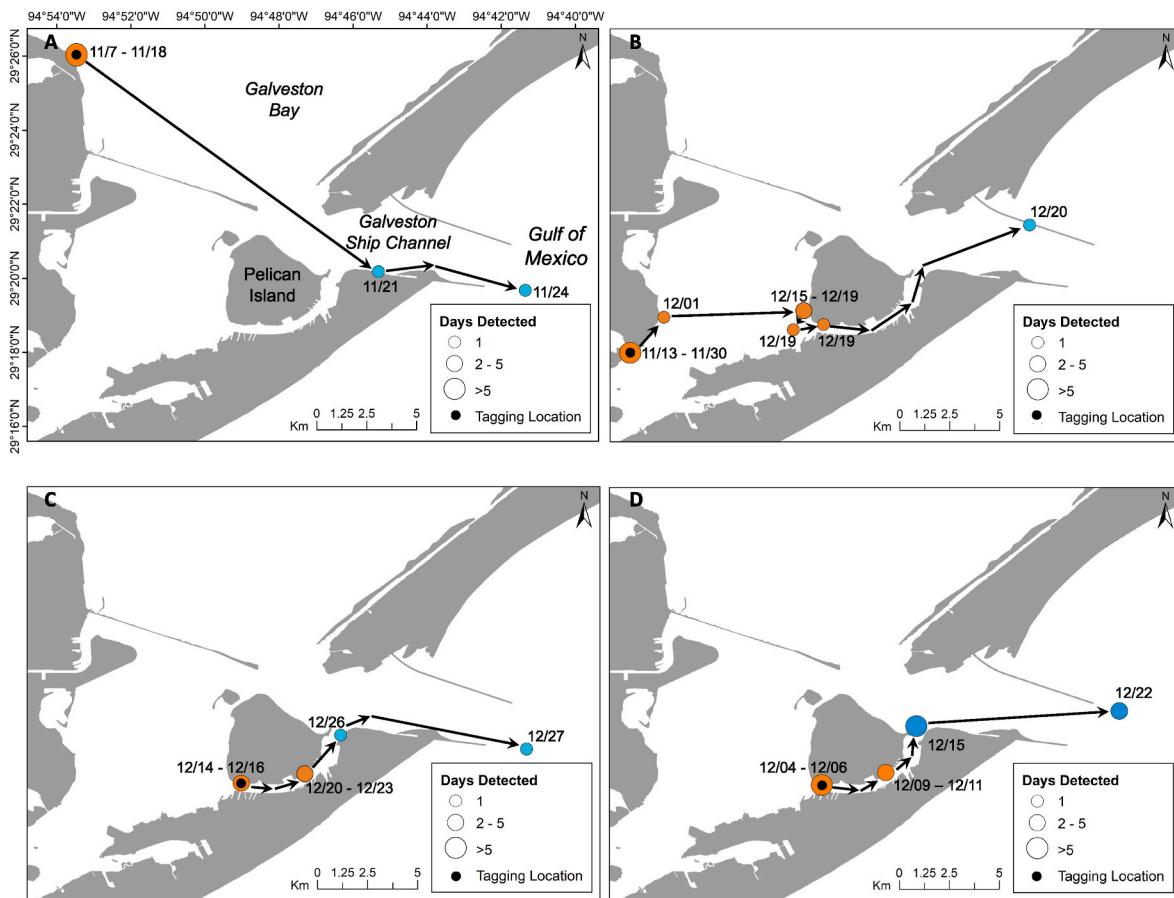 94°54'0"W 94°52'0"W 94°50'0"W 94°48'0"W 94°46'0"W 94°44'0"W 94°42'0"W 94°40'0"W
29°26'0"N
29°24'0"N
29°22'0"N
29°20'0"N
29°18'0"N
29°16'0"N
A
N
11/7 - 11/18
Galveston
Bay
Galveston
Ship Channel
Gulf of
Mexico
Pelican
Island
11/21
11/24
Days Detected
1
2 - 5
>5
Tagging Location
0 1.25 2.5 5
Km
B
N
12/20
12/01
12/15 - 12/19
12/19
12/19
11/13 - 11/30
Days Detected
1
2 - 5
>5
Tagging Location
0 1.25 2.5 5
Km
C
N
12/26
12/27
12/14 - 12/16
12/20 - 12/23
Days Detected
1
2 - 5
>5
Tagging Location
0 1.25 2.5 5
Km
D
N
12/22
12/15
12/04 - 12/06
12/09 – 12/11
Days Detected
1
2 - 5
>5
Tagging Location
0 1.25 2.5 5
Km